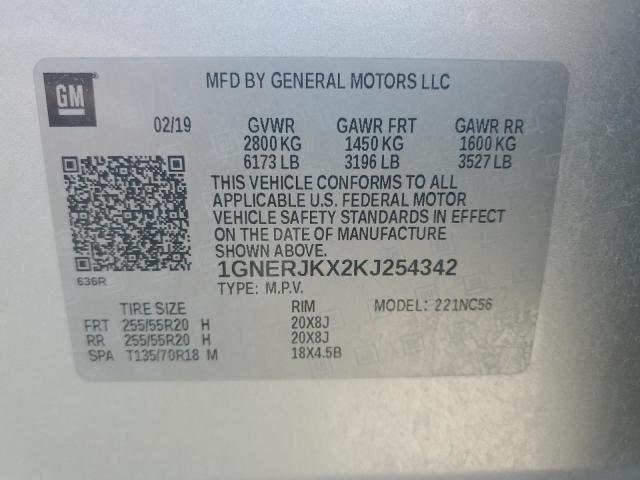 GM
MFD BY GENERAL MOTORS LLC
02/19 GVWR GAWR FRT GAWR RR
2800 KG 1450 KG 1600 KG
6173 LB 3196 LB 3527 LB
THIS VEHICLE CONFORMS TO ALL
APPLICABLE U.S. FEDERAL MOTOR
VEHICLE SAFETY STANDARDS IN EFFECT
ON THE DATE OF MANUFACTURE
SHOWN ABOVE.
636R
1GNERJKX2KJ254342
TYPE: M.P.V.
TIRE SIZE RIM MODEL: 221NC56
FRT 255/55R20 H 20X8J
RR 255/55R20 H 20X8J
SPA T135/70R18 M 18X4.5B